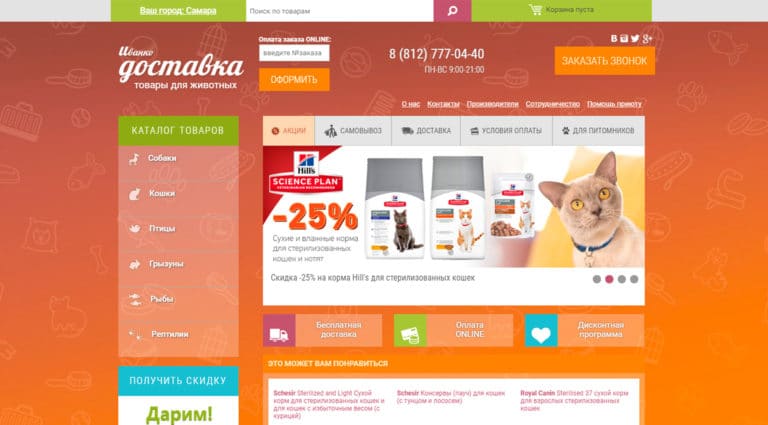 Ваш город: Самара
Поиск по товарам
Корзина пуста
Иванко
доставка
товары для животных
Оплата заказа ONLINE:
введите №заказа
ОФОРМИТЬ
8 (812) 777-04-40
ПН-ВС 9:00-21:00
ЗАКАЗАТЬ ЗВОНОК
О нас Контакты Производители Сотрудничество Помощь приюту
КАТАЛОГ ТОВАРОВ
Собаки
Кошки
Птицы
Грызуны
Рыбы
Рептилии
ПОЛУЧИТЬ СКИДКУ
Дарим!
АКЦИИ САМОВЫВОЗ ДОСТАВКА УСЛОВИЯ ОПЛАТЫ ДЛЯ ПИТОМНИКОВ
Hill's
SCIENCE PLAN
VETERINARIAN RECOMMENDED
-25%
Сухие и влажные корма
для стерилизованных
кошек и котят
Скидка -25% на корма Hill's для стерилизованных кошек
Бесплатная
доставка
Оплата
ONLINE
Дисконтная
программа
ЭТО МОЖЕТ ВАМ ПОНРАВИТЬСЯ
Schesir Sterilized and Light Сухой
корм для стерилизованных кошек и
для кошек с избыточным весом (с
курицей)
Schesir Консервы (пауч) для кошек
(с тунцом и лососем)
Royal Canin Sterilised 37 сухой корм
для взрослых стерилизованных
кошек